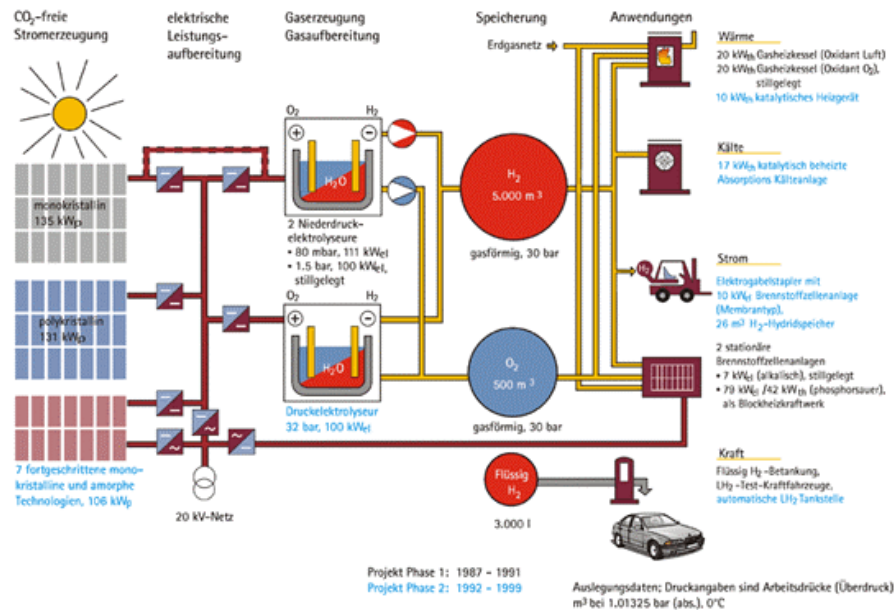 CO₂-freie
Stromerzeugung
elektrische
Leistungs-
aufbereitung
Gaserzeugung
Gasaufbereitung
Speicherung
Anwendungen
Erdgasnetz
Wärme
20 kWth Gasheizkessel (Oxidant Luft)
20 kWth Gasheizkessel (Oxidant O₂),
stillgelegt
10 kWth katalytisches Heizgerät
O₂
H₂
+
−
H₂O
monokristallin
135 kWp
2 Niederdruck-
elektrolyseure
• 80 mbar, 111 kWel
• 1.5 bar, 100 kWel,
stillgelegt
H₂
5.000 m³
gasförmig, 30 bar
Kälte
17 kWth katalytisch beheizte
Absorptions Kälteanlage
H₂
Strom
Elektrogabelstapler mit
10 kWel Brennstoffzellenanlage
(Membrantyp),
26 m³ H₂-Hydridspeicher
polykristallin
131 kWp
O₂
H₂
+
−
H₂O
Druckelektrolyseur
32 bar, 100 kWel
O₂
500 m³
gasförmig, 30 bar
2 stationäre
Brennstoffzellenanlagen
• 7 kWel (alkalisch), stillgelegt
• 79 kWel /42 kWth (phosphorsauer),
als Blockheizkraftwerk
7 fortgeschrittene mono-
kristalline und amorphe
Technologien, 106 kWp
20 kV-Netz
Flüssig
H₂
3.000 l
Kraft
Flüssig H₂-Betankung,
LH₂-Test-Kraftfahrzeuge,
automatische LH₂ Tankstelle
Projekt Phase 1: 1987 - 1991
Projekt Phase 2: 1992 - 1999
Auslegungsdaten; Druckangaben sind Arbeitsdrücke (Überdruck)
m³ bei 1.01325 bar (abs.), 0°C